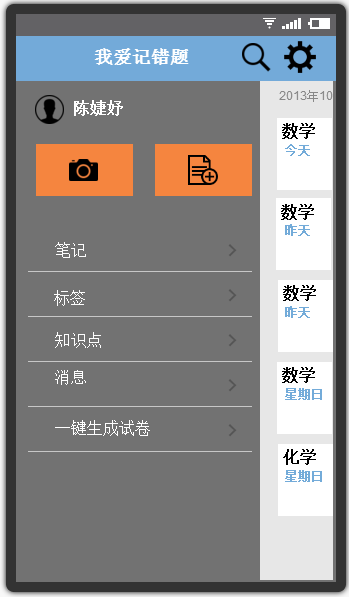 我爱记错题
陈婕妤
笔记
标签
知识点
消息
一键生成试卷
2013年10
数学
今天
数学
昨天
数学
昨天
数学
星期日
化学
星期日